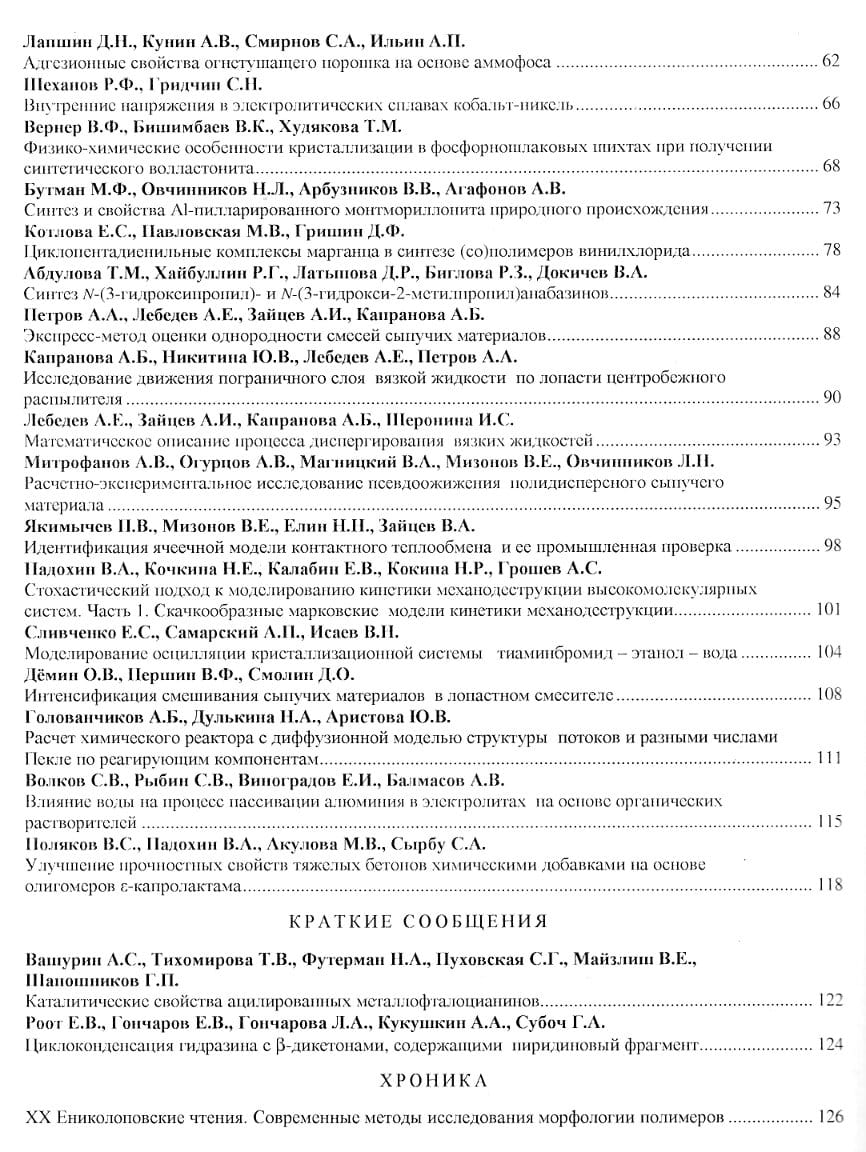 Лапшин Д.Н., Кунин А.В., Смирнов С.А., Ильин А.П.
Адгезионные свойства огнетушащего порошка на основе аммофоса ... 62
Шеханов Р.Ф., Гридчин С.Н.
Внутренние напряжения в электролитических сплавах кобальт-никель ... 66
Вернер В.Ф., Бишимбаев В.К., Худякова Т.М.
Физико-химические особенности кристаллизации в фосфорношлаковых шихтах при получении
синтетического волластонита ... 68
Бутман М.Ф., Овчинников Н.Л., Арбузников В.В., Агафонов А.В.
Синтез и свойства Al-пилларированного монтмориллонита природного происхождения ... 73
Котлова Е.С., Павловская М.В., Гришин Д.Ф.
Циклопентадиенильные комплексы марганца в синтезе (со)полимеров винилхлорида ... 78
Абдулова Т.М., Хайбуллин Р.Г., Латыпова Д.Р., Биглова Р.З., Докичев В.А.
Синтез N-(3-гидроксипропил)- и N-(3-гидрокси-2-метилпропил)анабазинов ... 84
Петров А.А., Лебедев А.Е., Зайцев А.И., Капранова А.Б.
Экспресс-метод оценки однородности смесей сыпучих материалов ... 88
Капранова А.Б., Никитина Ю.В., Лебедев А.Е., Петров А.А.
Исследование движения пограничного слоя вязкой жидкости по лопасти центробежного
распылителя ... 90
Лебедев А.Е., Зайцев А.И., Капранова А.Б., Шеронина И.С.
Математическое описание процесса диспергирования вязких жидкостей ... 93
Митрофанов А.В., Огурцов А.В., Магницкий В.А., Мизонов В.Е., Овчинников Л.Н.
Расчетно-экспериментальное исследование псевдоожижения полидисперсного сыпучего
материала ... 95
Якимычев П.В., Мизонов В.Е., Елин Н.Н., Зайцев В.А.
Идентификация ячеечной модели контактного теплообмена и ее промышленная проверка ... 98
Падохин В.А., Кочкина Н.Е., Калабин Е.В., Кокина Н.Р., Грошев А.С.
Стохастический подход к моделированию кинетики механодеструкции высокомолекулярных
систем. Часть 1. Скачкообразные марковские модели кинетики механодеструкции ... 101
Сливченко Е.С., Самарский А.П., Исаев В.Н.
Моделирование осцилляции кристаллизационной системы тиаминбромид – этанол – вода ... 104
Дёмин О.В., Першин В.Ф., Смолин Д.О.
Интенсификация смешивания сыпучих материалов в лопастном смесителе ... 108
Голованчиков А.Б., Дулькина Н.А., Аристова Ю.В.
Расчет химического реактора с диффузионной моделью структуры потоков и разными числами
Пекле по реагирующим компонентам ... 111
Волков С.В., Рыбин С.В., Виноградов Е.И., Балмасов А.В.
Влияние воды на процесс пассивации алюминия в электролитах на основе органических
растворителей ... 115
Поляков В.С., Падохин В.А., Акулова М.В., Сырбу С.А.
Улучшение прочностных свойств тяжелых бетонов химическими добавками на основе
олигомеров ε-капролактама ... 118
КРАТКИЕ СООБЩЕНИЯ
Вашурин А.С., Тихомирова Т.В., Футерман Н.А., Пуховская С.Г., Майзлиш В.Е.,
Шапошников Г.П.
Каталитические свойства ацилированных металлофталоцианинов ... 122
Роот Е.В., Гончаров Е.В., Гончарова Л.А., Кукушкин А.А., Субоч Г.А.
Циклоконденсация гидразина с β-дикетонами, содержащими пиридиновый фрагмент ... 124
ХРОНИКА
XX Ениколоповские чтения. Современные методы исследования морфологии полимеров ... 126